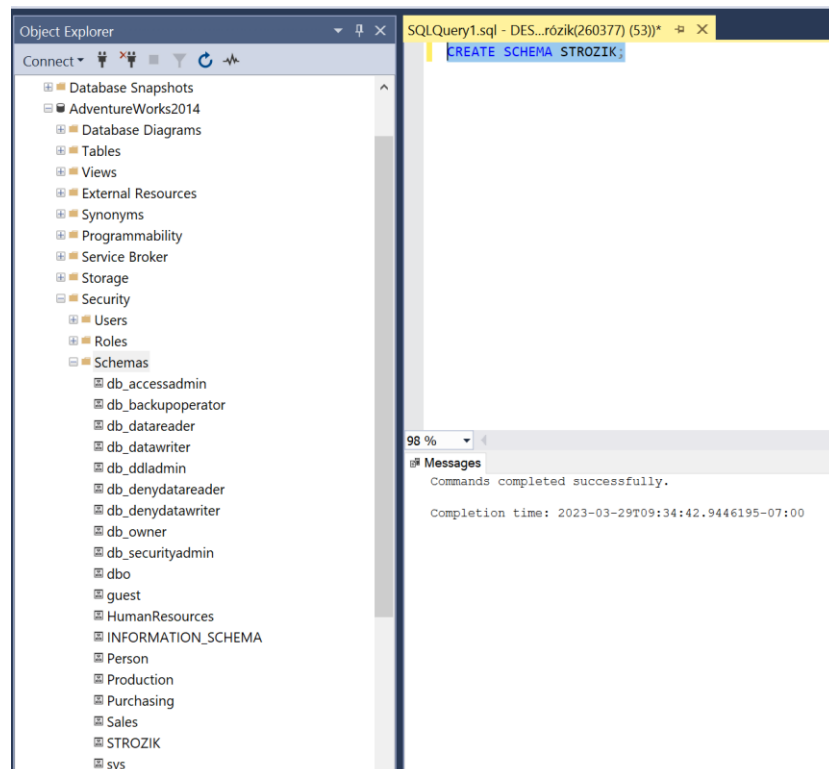 Object Explorer
Connect
Database Snapshots
AdventureWorks2014
Database Diagrams
Tables
Views
External Resources
Synonyms
Programmability
Service Broker
Storage
Security
Users
Roles
Schemas
db_accessadmin
db_backupoperator
db_datareader
db_datawriter
db_ddladmin
db_denydatareader
db_denydatawriter
db_owner
db_securityadmin
dbo
guest
HumanResources
INFORMATION_SCHEMA
Person
Production
Purchasing
Sales
STROZIK
sys
SQLQuery1.sql - DES...rózik(260377) (53))*
CREATE SCHEMA STROZIK;
98 %
Messages
Commands completed successfully.
Completion time: 2023-03-29T09:34:42.9446195-07:00